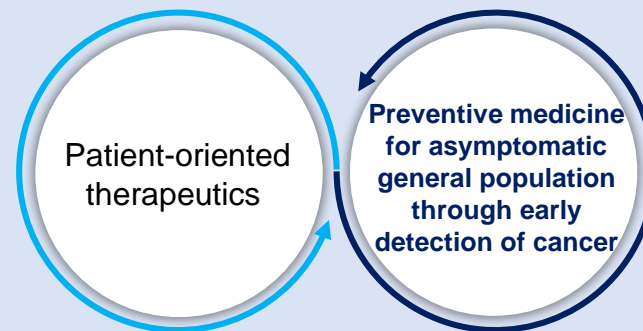 Patient-oriented
therapeutics
Preventive medicine
for asymptomatic
general population
through early
detection of cancer